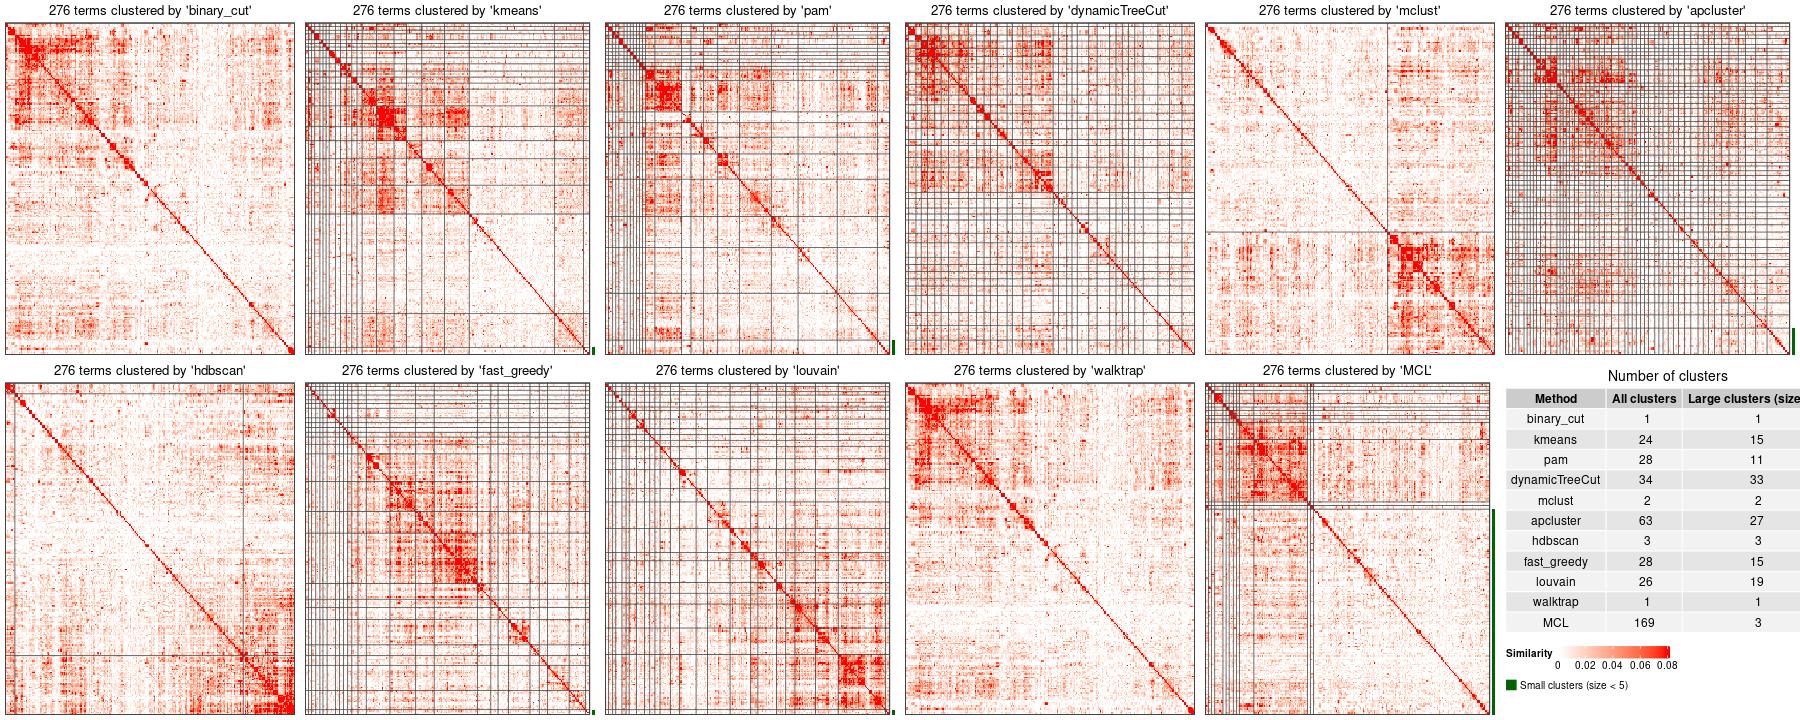 276 terms clustered by 'binary_cut'
276 terms clustered by 'kmeans'
276 terms clustered by 'pam'
276 terms clustered by 'dynamicTreeCut'
276 terms clustered by 'mclust'
276 terms clustered by 'apcluster'
276 terms clustered by 'hdbscan'
276 terms clustered by 'fast_greedy'
276 terms clustered by 'louvain'
276 terms clustered by 'walktrap'
276 terms clustered by 'MCL'
Number of clusters
Method All clusters Large clusters (size
binary_cut 1 1
kmeans 24 15
pam 28 11
dynamicTreeCut 34 33
mclust 2 2
apcluster 63 27
hdbscan 3 3
fast_greedy 28 15
louvain 26 19
walktrap 1 1
MCL 169 3
Similarity
0 0.02 0.04 0.06 0.08
Small clusters (size < 5)